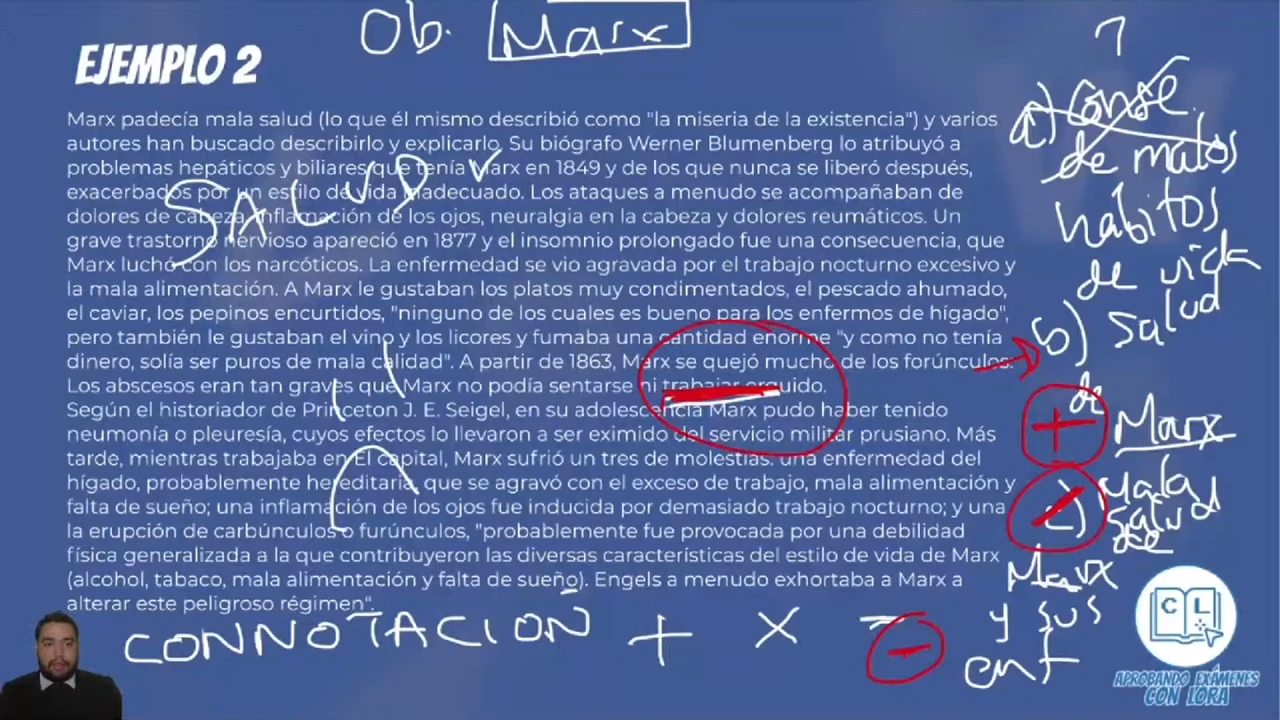 Ob. Marx
EJEMPLO 2
Marx padecía mala salud (lo que él mismo describió como "la miseria de la existencia") y varios
autores han buscado describirlo y explicarlo. Su biógrafo Werner Blumenberg lo atribuyó a
problemas hepáticos y biliares que tenía Marx en 1849 y de los que nunca se liberó después,
exacerbados por un estilo de vida inadecuado. Los ataques a menudo se acompañaban de
dolores de cabeza, inflamación de los ojos, neuralgia en la cabeza y dolores reumáticos. Un
grave trastorno nervioso apareció en 1877 y el insomnio prolongado fue una consecuencia, que
Marx luchó con los narcóticos. La enfermedad se vio agravada por el trabajo nocturno excesivo y
la mala alimentación. A Marx le gustaban los platos muy condimentados, el pescado ahumado,
el caviar, los pepinos encurtidos, "ninguno de los cuales es bueno para los enfermos de hígado",
pero también le gustaban el vino y los licores y fumaba una cantidad enorme "y como no tenía
dinero, solía ser puros de mala calidad". A partir de 1863, Marx se quejó mucho de los forúnculos:
Los abscesos eran tan graves que Marx no podía sentarse ni trabajar erguido.
Según el historiador de Princeton J. E. Seigel, en su adolescencia Marx pudo haber tenido
neumonía o pleuresía, cuyos efectos lo llevaron a ser eximido del servicio militar prusiano. Más
tarde, mientras trabajaba en El capital, Marx sufrió un tres de molestias: una enfermedad del
hígado, probablemente hereditaria, que se agravó con el exceso de trabajo, mala alimentación y
falta de sueño; una inflamación de los ojos fue inducida por demasiado trabajo nocturno; y una
la erupción de carbúnculos o furúnculos, "probablemente fue provocada por una debilidad
física generalizada a la que contribuyeron las diversas características del estilo de vida de Marx
(alcohol, tabaco, mala alimentación y falta de sueño). Engels a menudo exhortaba a Marx a
alterar este peligroso régimen".
SALUD
CONNOTACION + X = -
a) Conse.
de malos
hábitos
de vida
b) Salud
de
Marx
+
c) Mala
salud
de
Marx
y sus
enf
C L
APROBANDO EXÁMENES
CON LORA